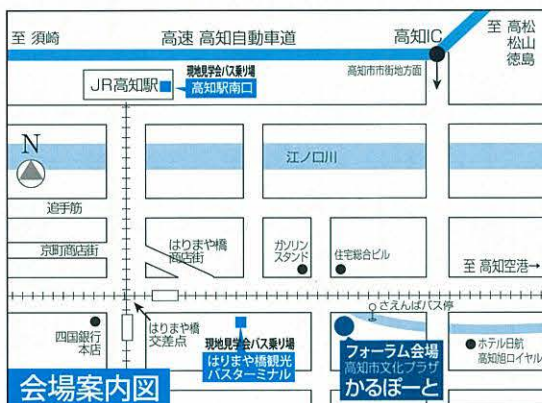 至 須崎
高速 高知自動車道
高知IC
至 高松
松山
徳島
JR高知駅
現地見学会バス乗り場
高知駅南口
高知市市街地方面
N
江ノ口川
追手筋
京町商店街
はりまや橋
商店街
ガソリン
スタンド
住宅総合ビル
至 高知空港→
さえんばバス停
四国銀行
本店
はりまや橋
交差点
現地見学会バス乗り場
はりまや橋観光
バスターミナル
フォーラム会場
高知市文化プラザ
かるぽーと
ホテル日航
高知旭ロイヤル
会場案内図